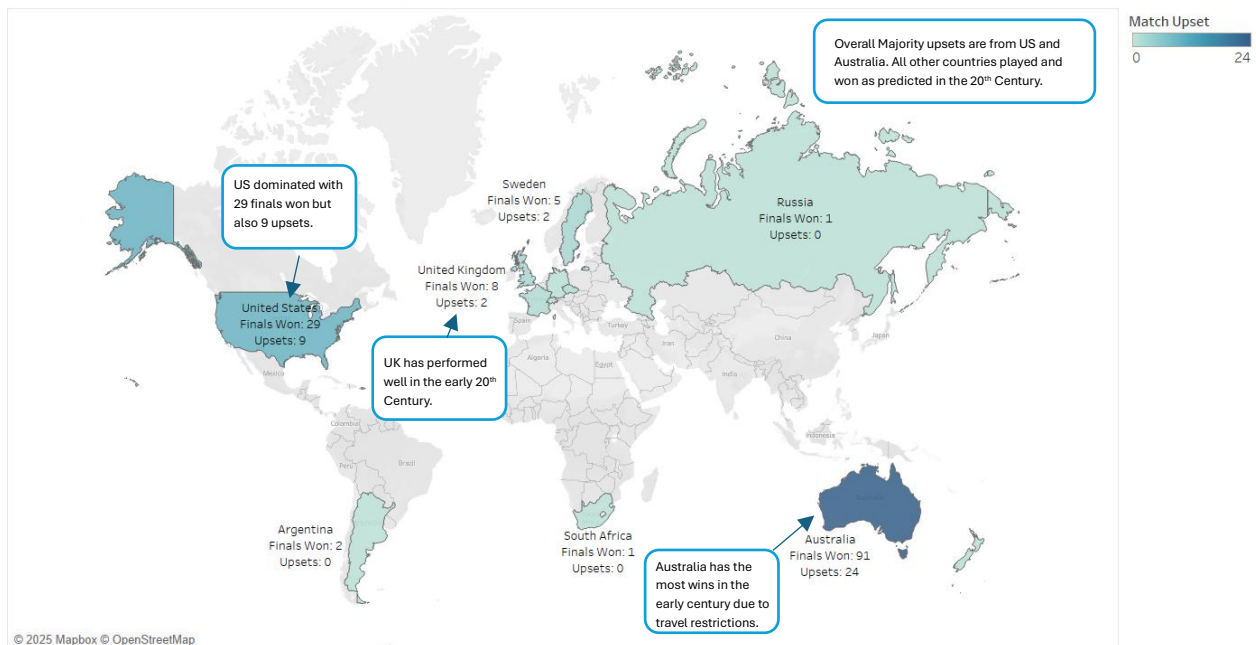 Match Upset
0
24
Overall Majority upsets are from US and
Australia. All other countries played and
won as predicted in the 20th Century.
US dominated with
29 finals won but
also 9 upsets.
Sweden
Finals Won: 5
Upsets: 2
Russia
Finals Won: 1
Upsets: 0
United Kingdom
Finals Won: 8
Upsets: 2
United States
Finals Won: 29
Upsets: 9
Spain
Turkey
Japan
China
Iran
Algeria
Egypt
India
Mexico
UK has performed
well in the early 20th
Century.
Colombia
Indonesia
Peru
Brazil
Australia
Argentina
Finals Won: 2
Upsets: 0
South Africa
Finals Won: 1
Upsets: 0
Australia
Finals Won: 91
Upsets: 24
Australia has the
most wins in the
early century due to
travel restrictions.
© 2025 Mapbox © OpenStreetMap